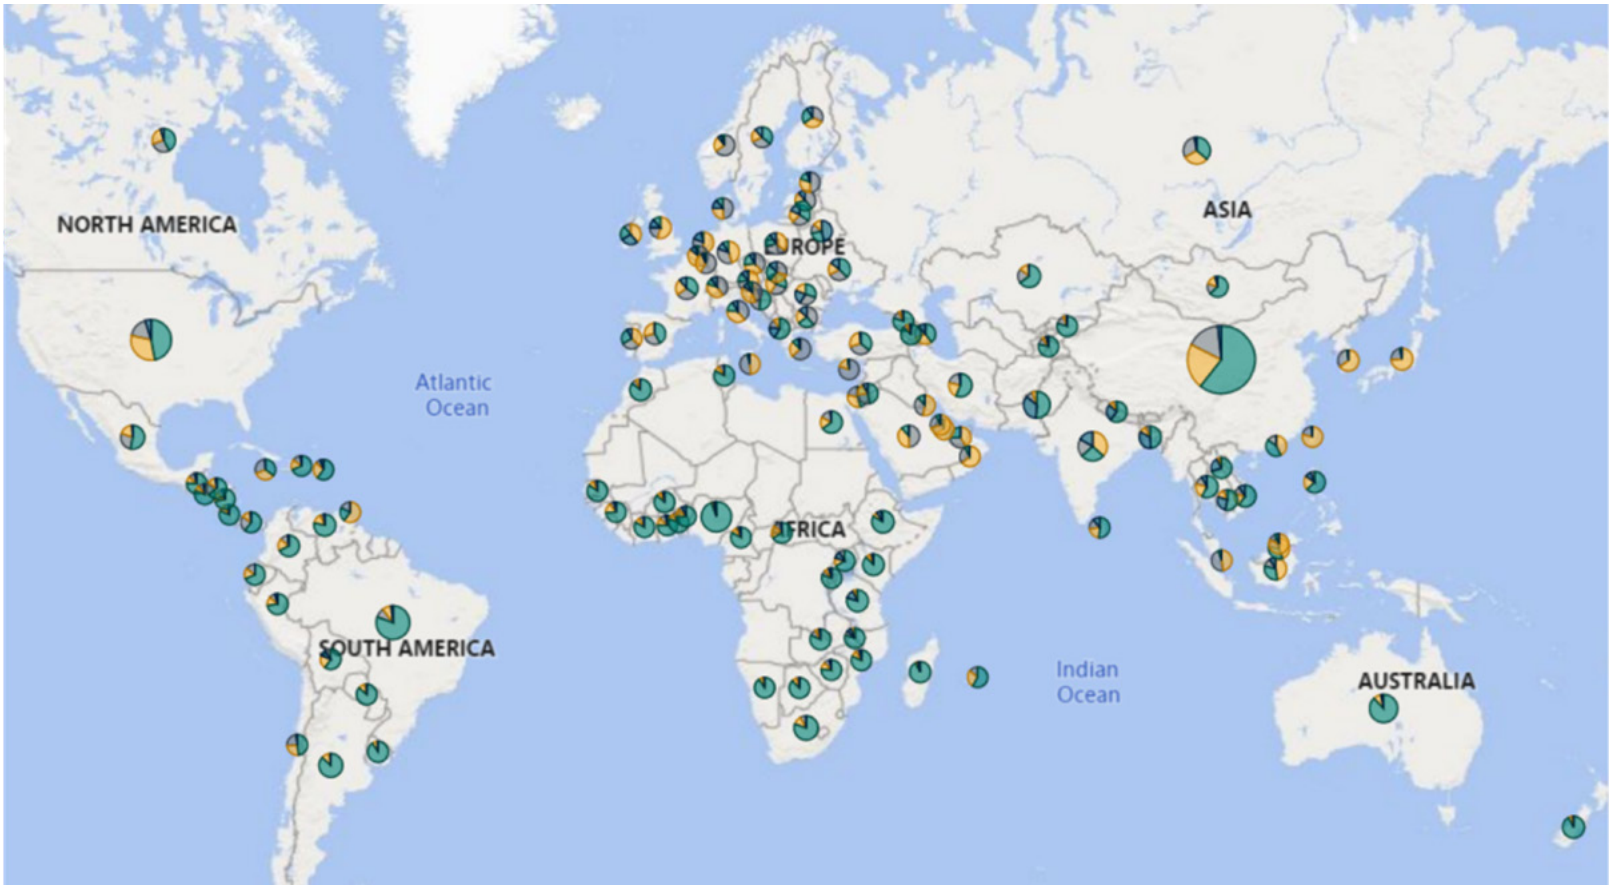 NORTH AMERICA
ASIA
EUROPE
Atlantic
Ocean
AFRICA
SOUTH AMERICA
Indian
Ocean
AUSTRALIA